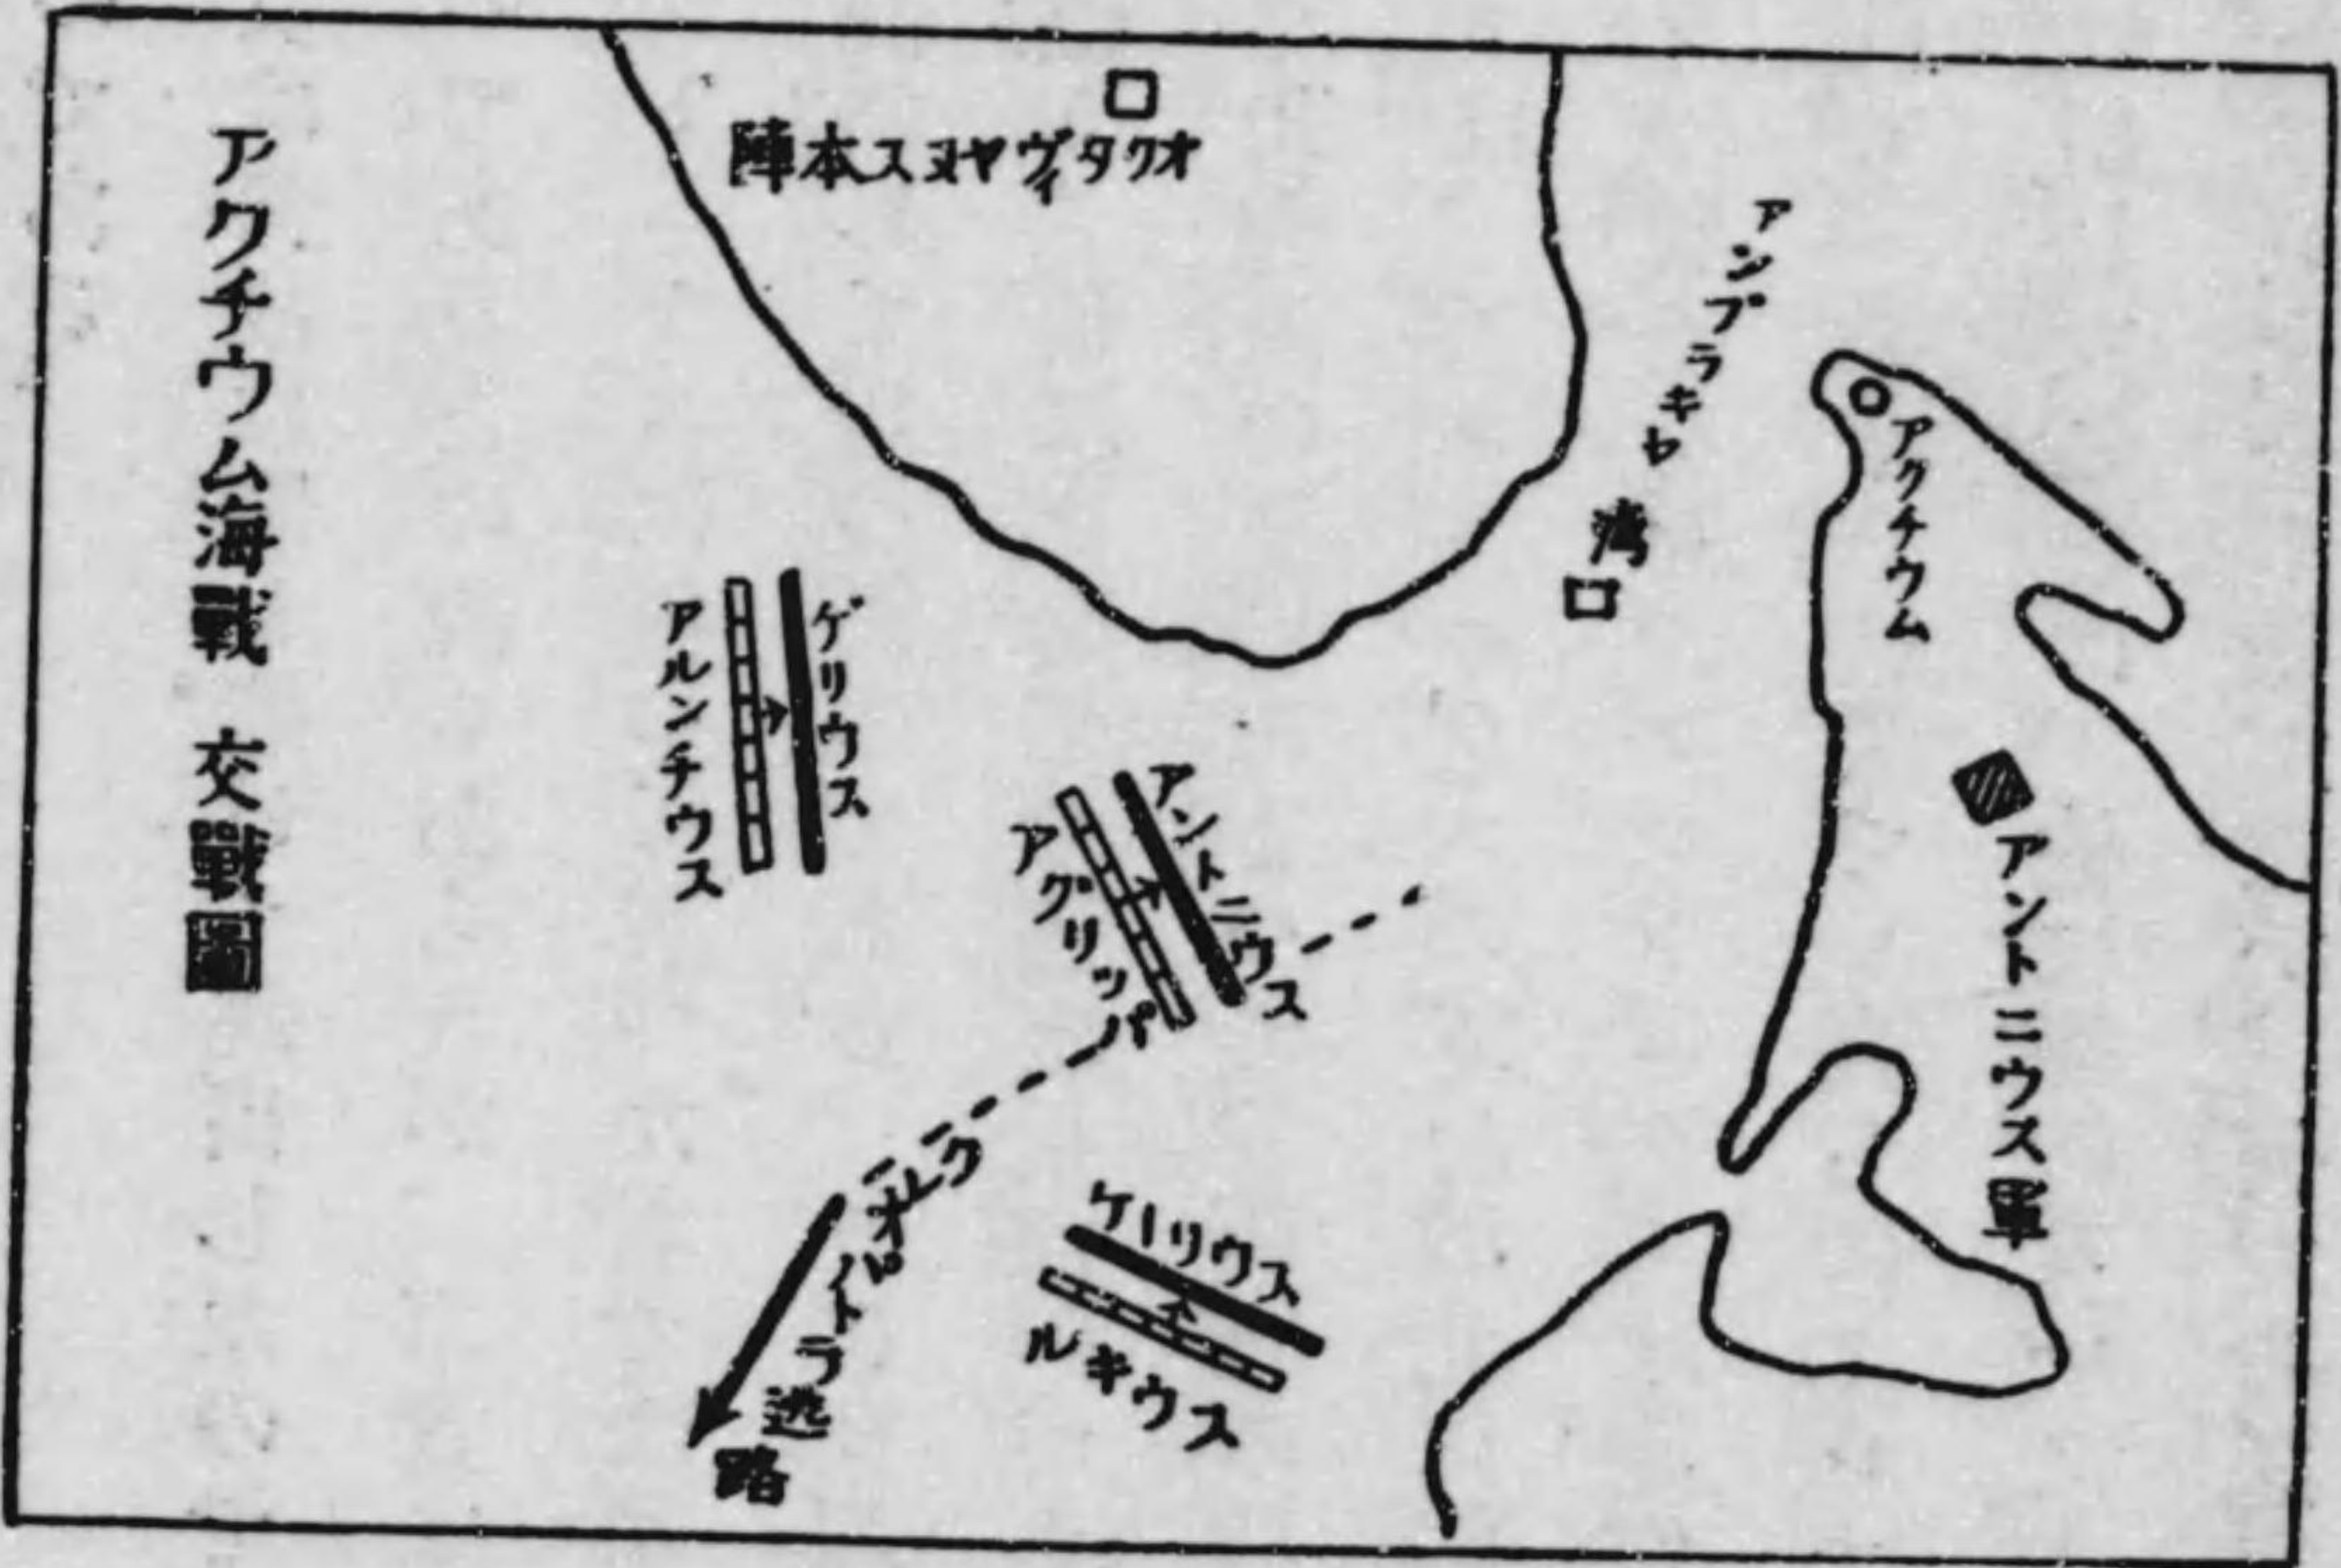 アクチウム海戰 交戰圖
オクタヴィヤヌス本陣
アンブラキヤ灣口
アクチウム
アントニウス軍
アルンチウス
ゲリウス
アグリッパ
アントニウス
クレオパトラ逃路
ケーリウス
ルキウス